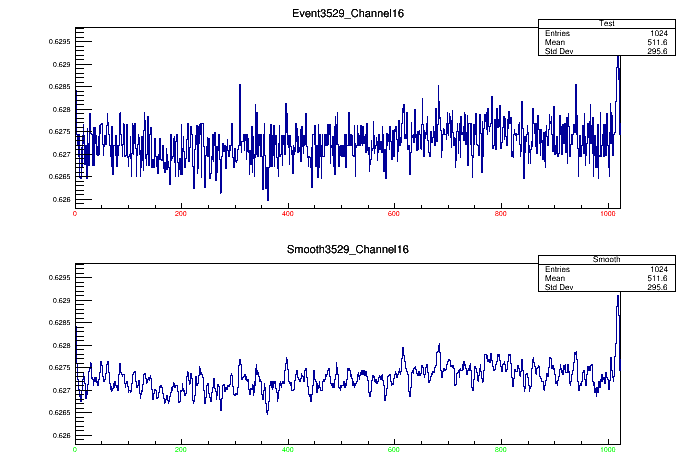 Event3529_Channel16
Test
Entries 1024
Mean 511.6
Std Dev 295.6
0.6295
0.629
0.6285
0.628
0.6275
0.627
0.6265
0.626
0 200 400 600 800 1000
Smooth3529_Channel16
Smooth
Entries 1024
Mean 511.6
Std Dev 295.6
0.6295
0.629
0.6285
0.628
0.6275
0.627
0.6265
0.626
0 200 400 600 800 1000